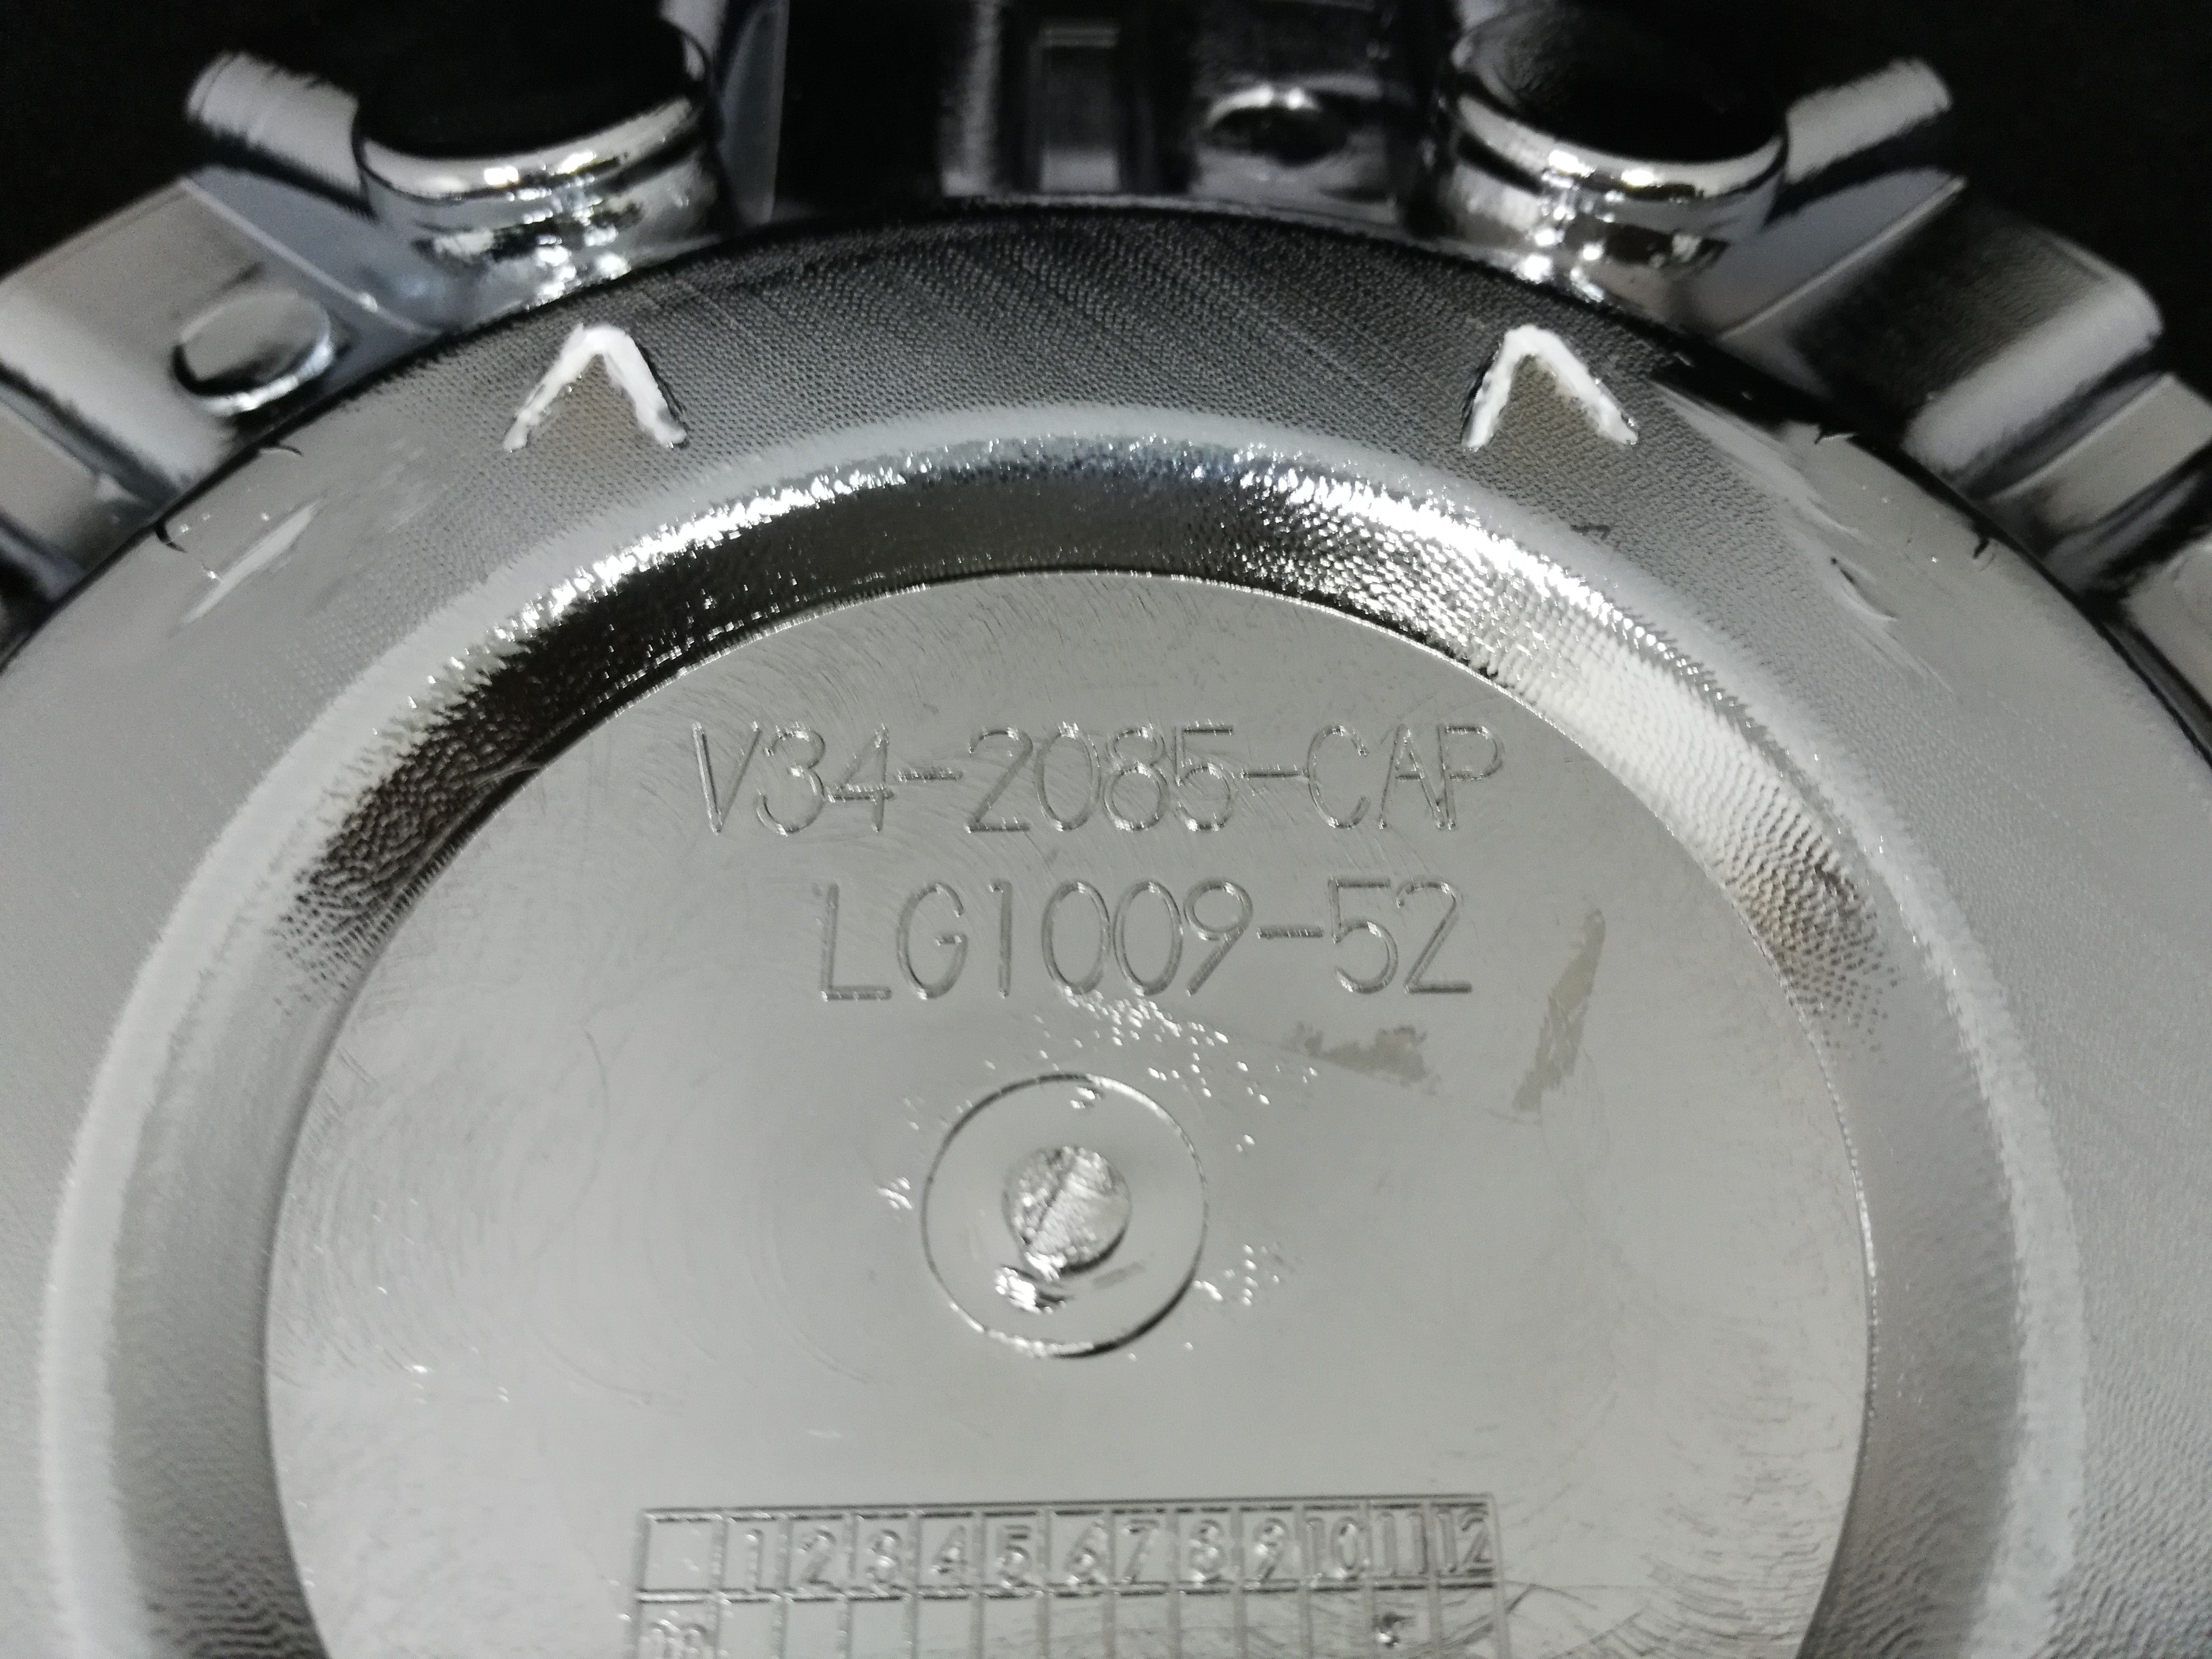 V34-2085-CAP
LG1009-52
1 2 3 4 5 6 7 8 9 10 11 12